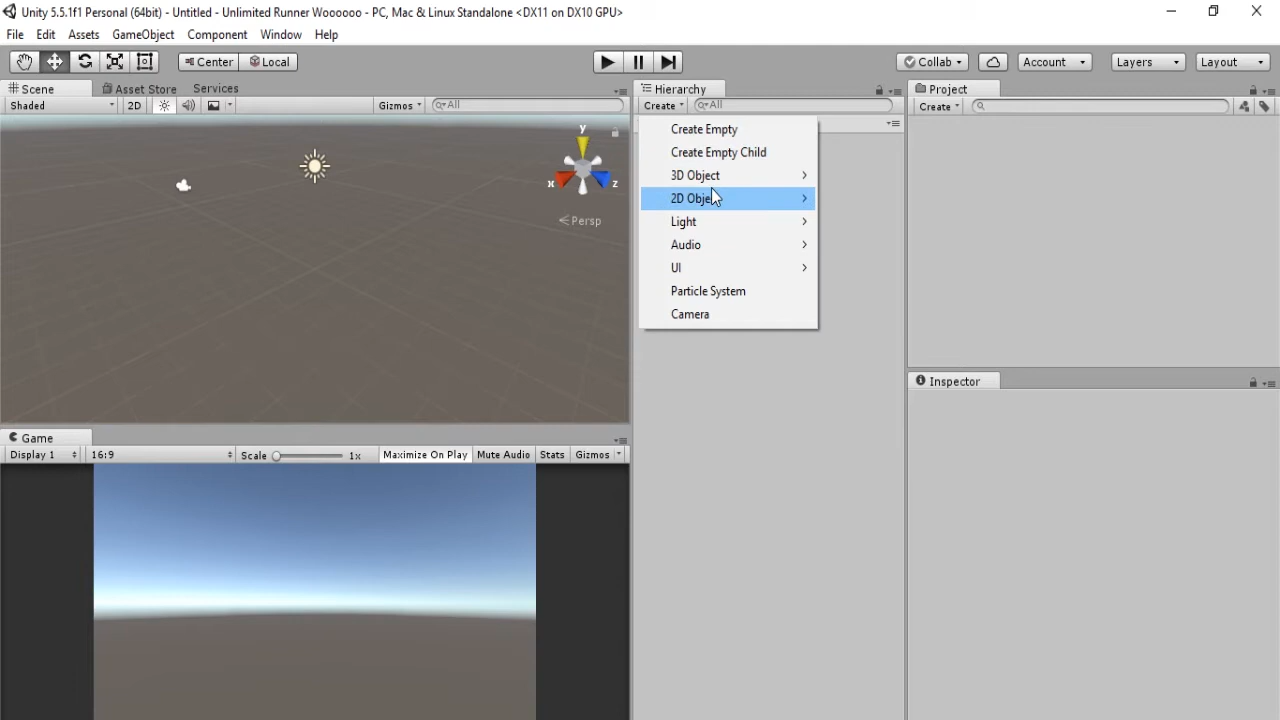 Unity 5.5.1f1 Personal (64bit) - Untitled - Unlimited Runner Woooooo - PC, Mac & Linux Standalone <DX11 on DX10 GPU>
File Edit Assets GameObject Component Window Help
Center Local Collab Account Layers Layout
Scene Asset Store Services Hierarchy Project
Shaded 2D Gizmos All Create All Create
Create Empty
Create Empty Child
3D Object
2D Obje
Light
Audio
UI
Particle System
Camera
y
x z
Persp
Inspector
Game
Display 1 16:9 Scale 1x Maximize On Play Mute Audio Stats Gizmos